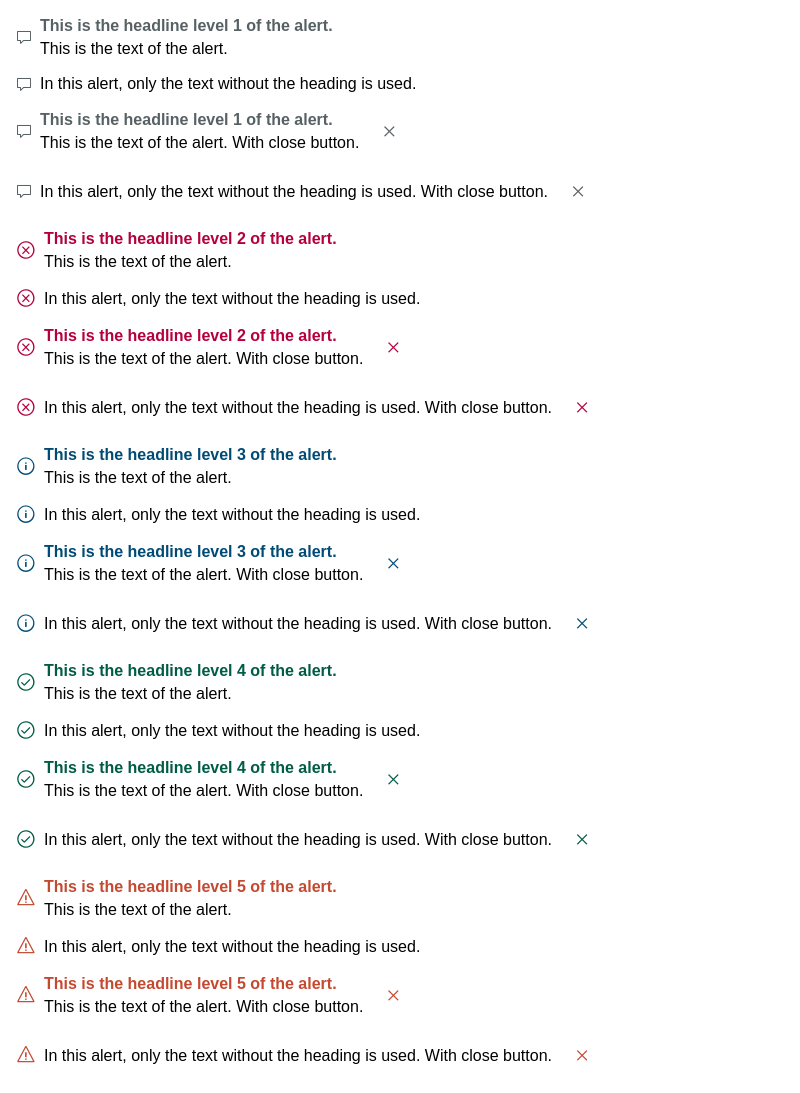 This is the headline level 1 of the alert.
This is the text of the alert.
In this alert, only the text without the heading is used.
This is the headline level 1 of the alert.
This is the text of the alert. With close button.
In this alert, only the text without the heading is used. With close button.
This is the headline level 2 of the alert.
This is the text of the alert.
In this alert, only the text without the heading is used.
This is the headline level 2 of the alert.
This is the text of the alert. With close button.
In this alert, only the text without the heading is used. With close button.
This is the headline level 3 of the alert.
This is the text of the alert.
In this alert, only the text without the heading is used.
This is the headline level 3 of the alert.
This is the text of the alert. With close button.
In this alert, only the text without the heading is used. With close button.
This is the headline level 4 of the alert.
This is the text of the alert.
In this alert, only the text without the heading is used.
This is the headline level 4 of the alert.
This is the text of the alert. With close button.
In this alert, only the text without the heading is used. With close button.
This is the headline level 5 of the alert.
This is the text of the alert.
In this alert, only the text without the heading is used.
This is the headline level 5 of the alert.
This is the text of the alert. With close button.
In this alert, only the text without the heading is used. With close button.